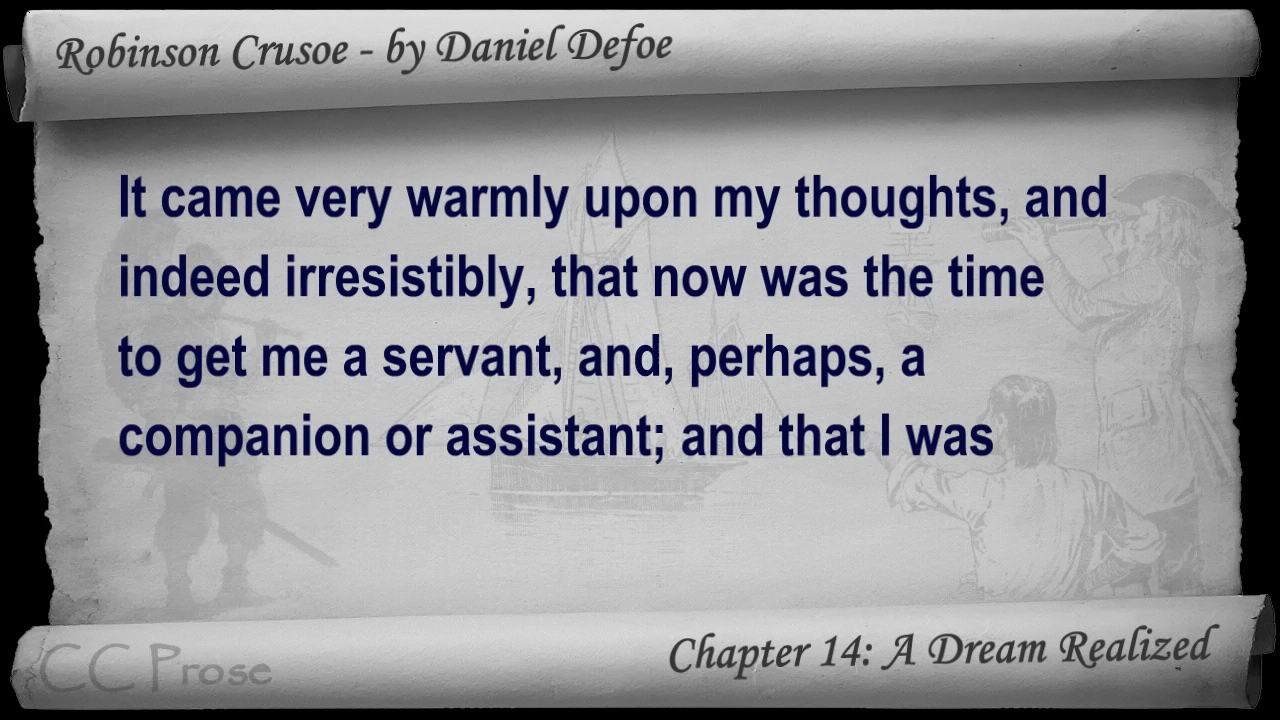 Robinson Crusoe - by Daniel Defoe
It came very warmly upon my thoughts, and
indeed irresistibly, that now was the time
to get me a servant, and, perhaps, a
companion or assistant; and that I was
Chapter 14: A Dream Realized
CC Prose